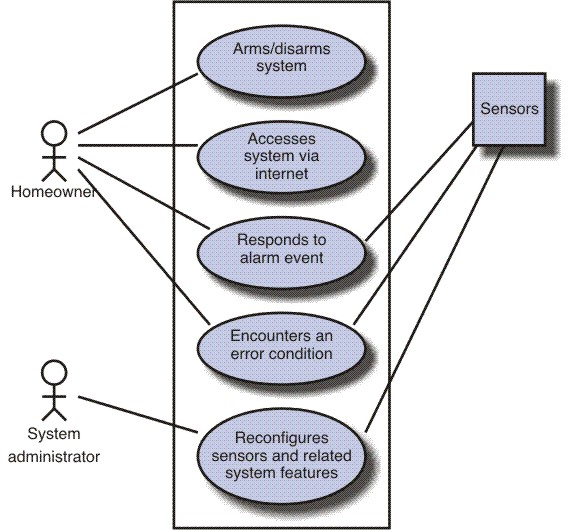 Arms/disarms
system
Sensors
Accesses
system via
internet
Homeowner
Responds to
alarm event
Encounters an
error condition
System
administrator
Reconfigures
sensors and related
system features